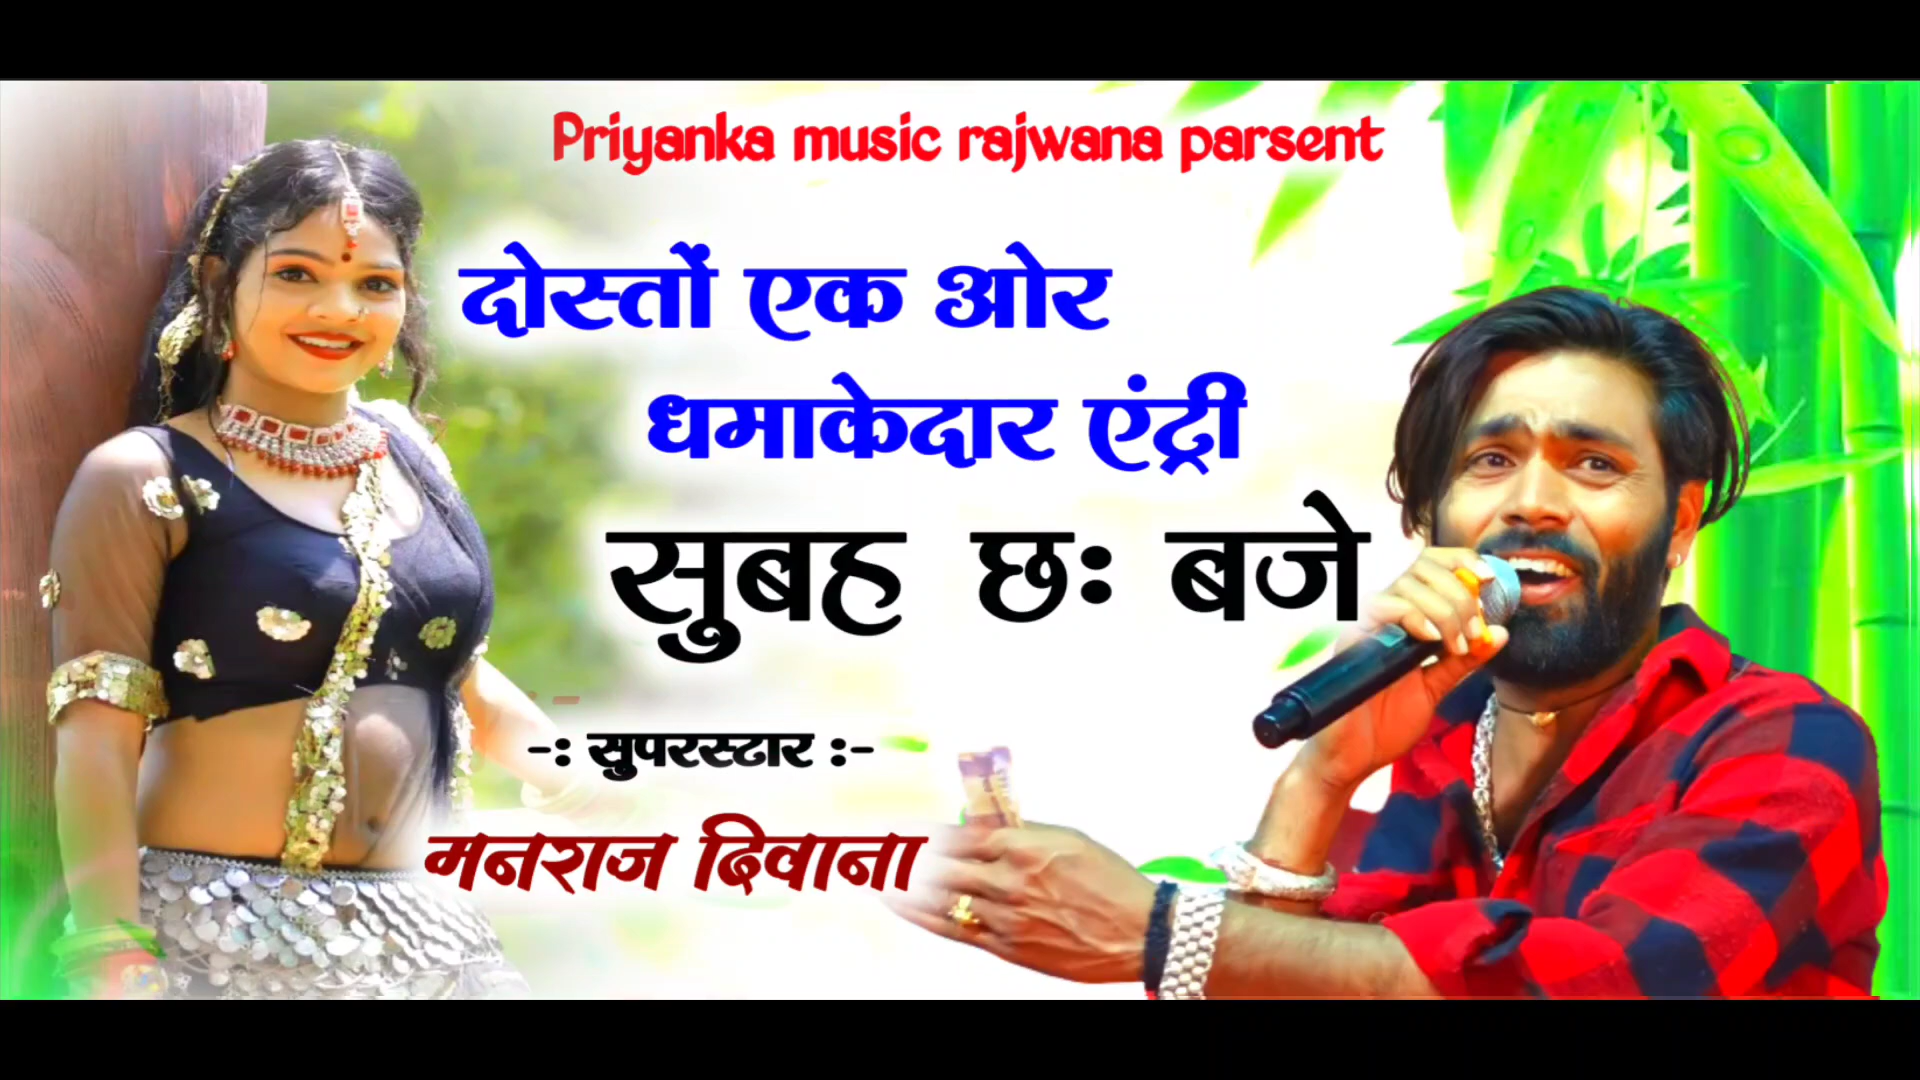 Priyanka music rajwana parsent
दोस्तों एक ओर
धमाकेदार एंट्री
सुबह छः बजे
-: सुपरस्टार :-
मनराज दिवाना